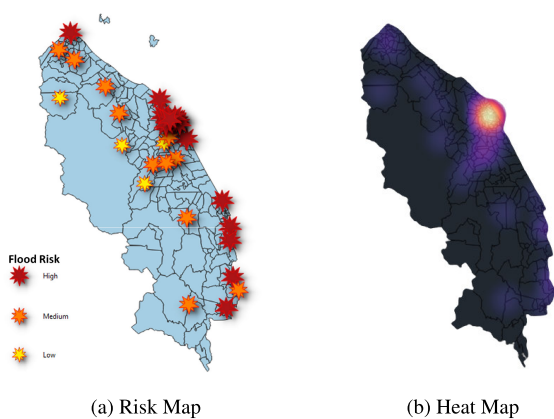 Flood Risk
High
Medium
Low
(a) Risk Map
(b) Heat Map